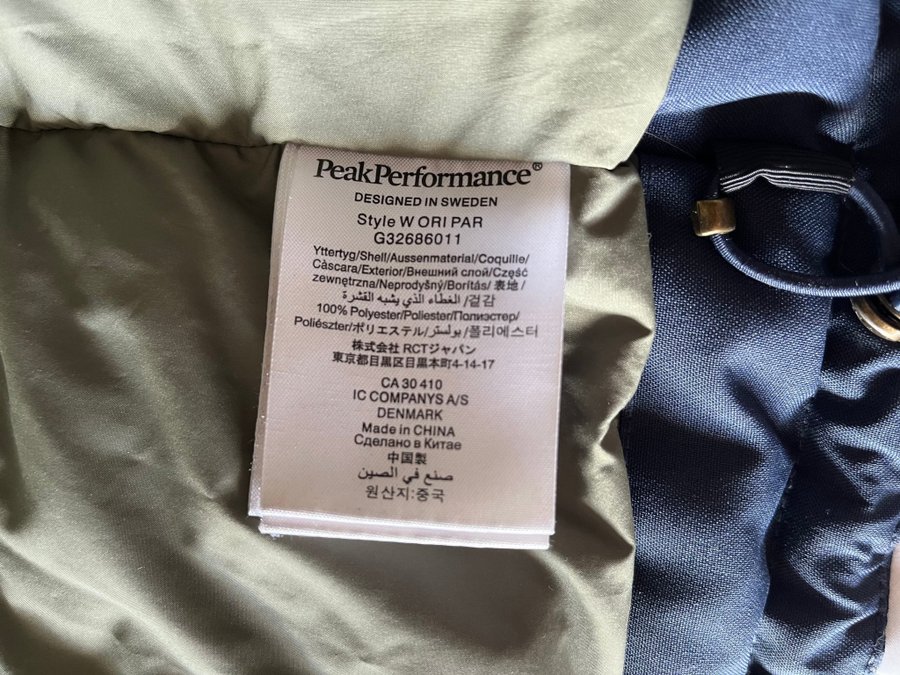 PeakPerformance®
DESIGNED IN SWEDEN
Style W ORI PAR
G32686011
Yttertyg/Shell/Aussenmaterial/Coquille/
Càscara/Exterior/Внешний слой/Część
zewnętrzna/Neprodyšný/Borítás/ 表地 /
الغطاء الذي يشبه القشرة /겉감
100% Polyester/Poliester/Полиэстер/
Poliészter/ポリエステル/بوليستر/폴리에스터
株式会社 RCTジャパン
東京都目黒区目黒本町4-14-17
CA 30 410
IC COMPANYS A/S
DENMARK
Made in CHINA
Сделано в Китае
中国製
صنع في الصين
원산지:중국